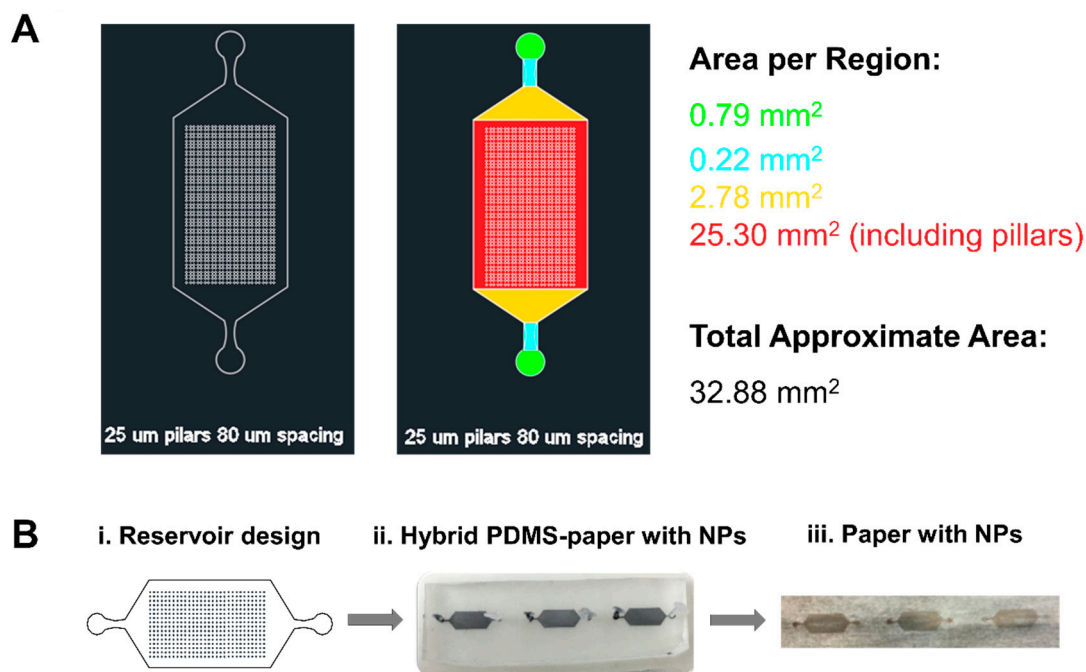 A
25 um pilars 80 um spacing
25 um pilars 80 um spacing
Area per Region:
0.79 mm²
0.22 mm²
2.78 mm²
25.30 mm² (including pillars)
Total Approximate Area:
32.88 mm²
B
i. Reservoir design
ii. Hybrid PDMS-paper with NPs
iii. Paper with NPs